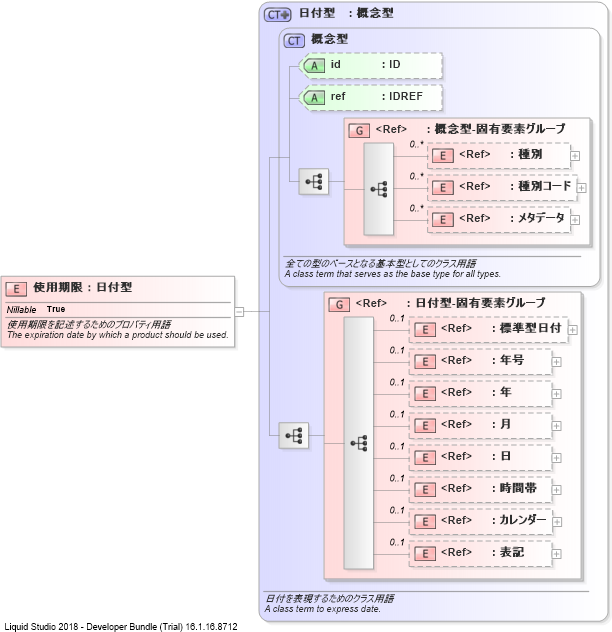 CT 日付型 : 概念型
CT 概念型
A id : ID
A ref : IDREF
G <Ref> : 概念型-固有要素グループ
0..*
E <Ref> : 種別
0..*
E <Ref> : 種別コード
0..*
E <Ref> : メタデータ
全ての型のベースとなる基本型としてのクラス用語
A class term that serves as the base type for all types.
E 使用期限 : 日付型
Nillable True
使用期限を記述するためのプロパティ用語
The expiration date by which a product should be used.
G <Ref> : 日付型-固有要素グループ
0..1
E <Ref> : 標準型日付
0..1
E <Ref> : 年号
0..1
E <Ref> : 年
0..1
E <Ref> : 月
0..1
E <Ref> : 日
0..1
E <Ref> : 時間帯
0..1
E <Ref> : カレンダー
0..1
E <Ref> : 表記
日付を表現するためのクラス用語
A class term to express date.
Liquid Studio 2018 - Developer Bundle (Trial) 16.1.16.8712